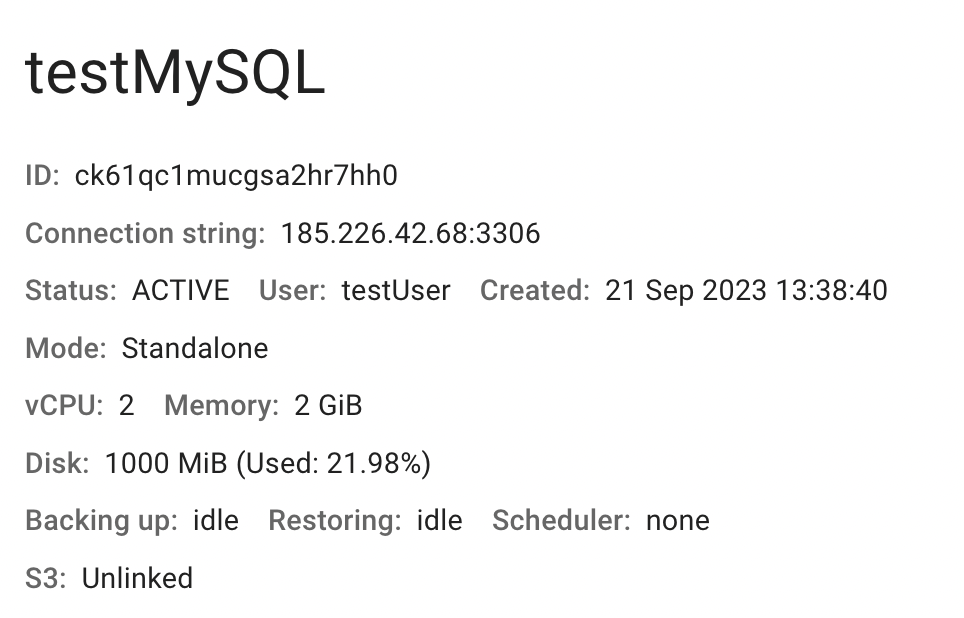 testMySQL
ID: ck61qc1mucgsa2hr7hh0
Connection string: 185.226.42.68:3306
Status: ACTIVE User: testUser Created: 21 Sep 2023 13:38:40
Mode: Standalone
vCPU: 2 Memory: 2 GiB
Disk: 1000 MiB (Used: 21.98%)
Backing up: idle Restoring: idle Scheduler: none
S3: Unlinked